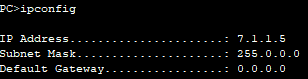 PC>ipconfig
IP Address......................: 7.1.1.5
Subnet Mask.....................: 255.0.0.0
Default Gateway.................: 0.0.0.0